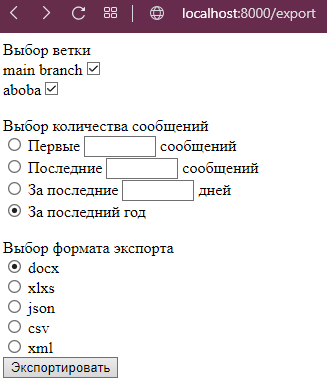 localhost:8000/export
Выбор ветки
main branch
aboba
Выбор количества сообщений
Первые сообщений
Последние сообщений
За последние дней
За последний год
Выбор формата экспорта
docx
xlxs
json
csv
xml
Экспортировать